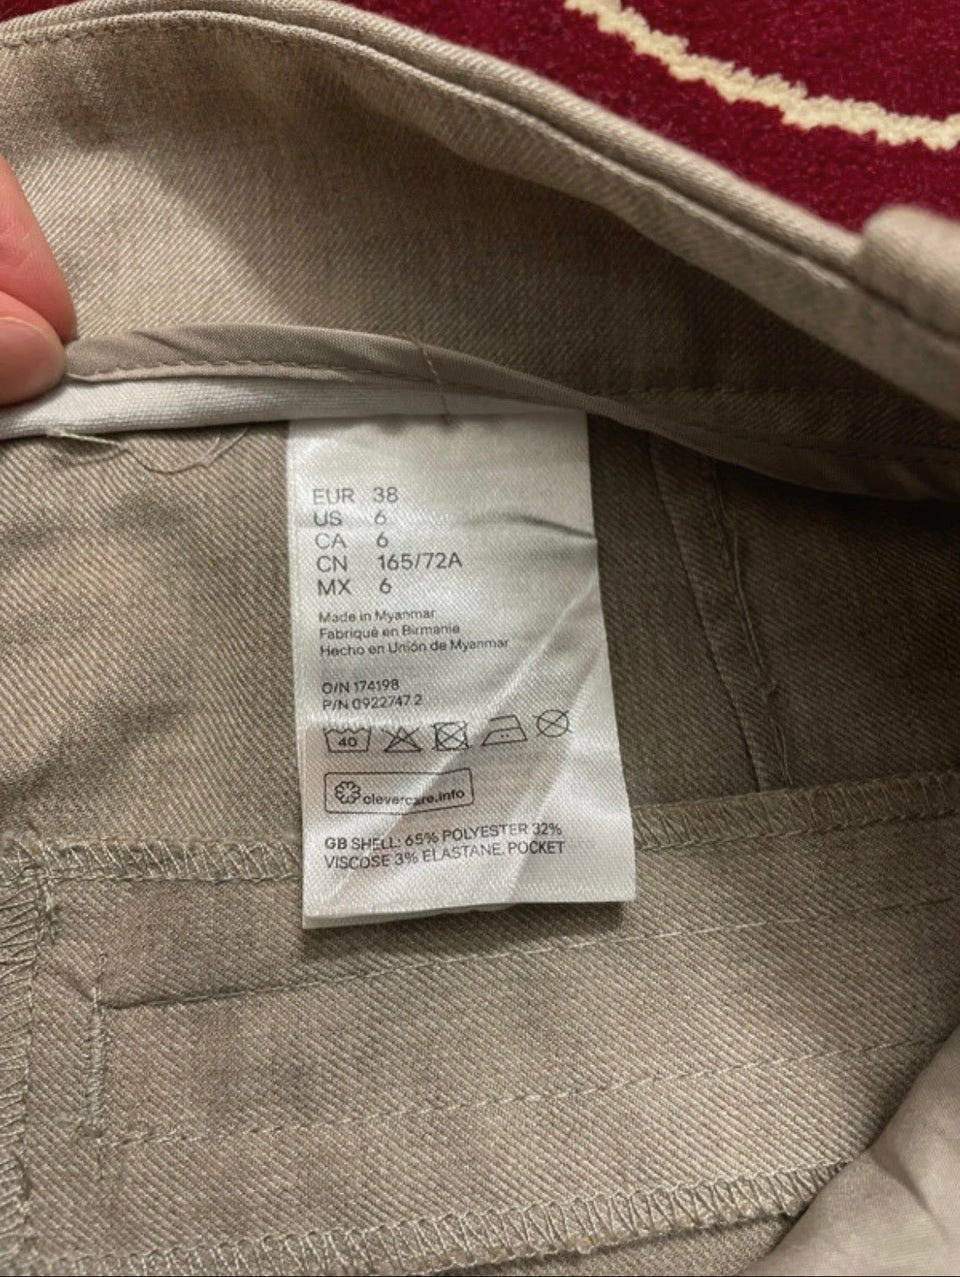 EUR 38
US 6
CA 6
CN 165/72A
MX 6
Made in Myanmar
Fabriqué en Birmanie
Hecho en Unión de Myanmar
O/N 174198
P/N 0922747 2
40
clevercare.info
GB SHELL: 65% POLYESTER 32%
VISCOSE 3% ELASTANE. POCKET